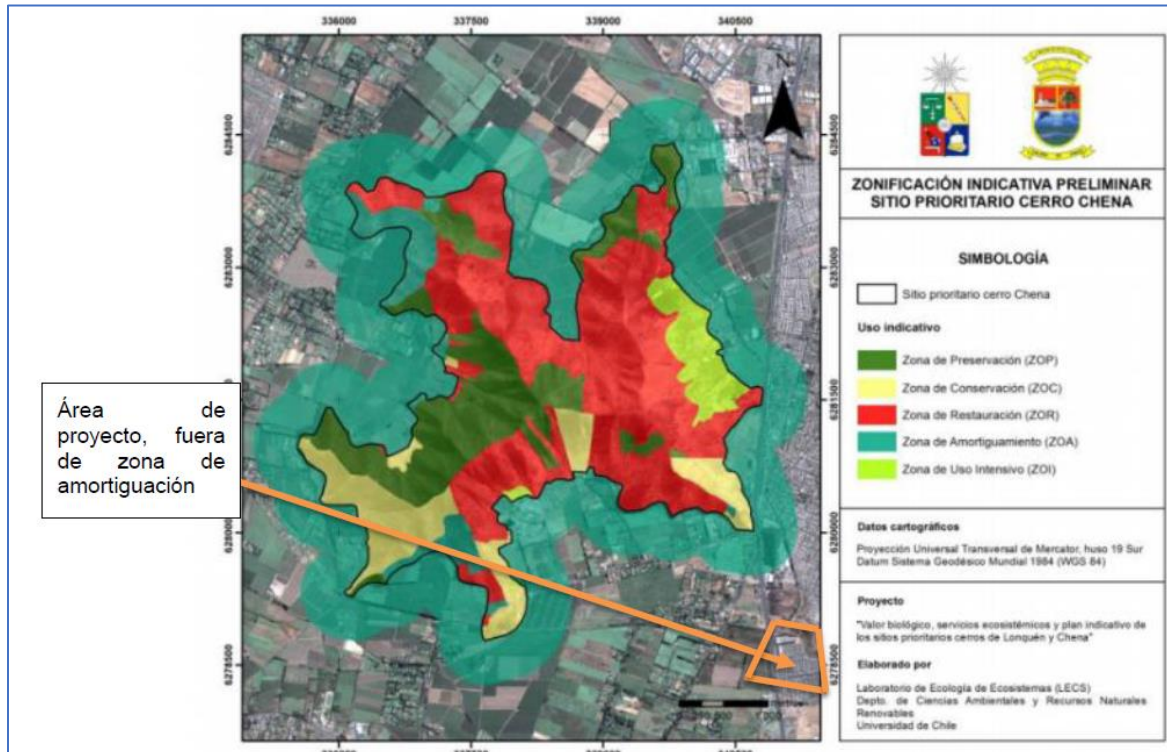 336000 337500 339000 340500
6284500
6283000
6281500
6280000
6278500
N
Área de
proyecto, fuera
de zona de
amortiguación
ZONIFICACIÓN INDICATIVA PRELIMINAR
SITIO PRIORITARIO CERRO CHENA
SIMBOLOGÍA
Sitio prioritario cerro Chena
Uso indicativo
Zona de Preservación (ZOP)
Zona de Conservación (ZOC)
Zona de Restauración (ZOR)
Zona de Amortiguamiento (ZOA)
Zona de Uso Intensivo (ZOI)
Datos cartográficos
Proyección Universal Transversal de Mercator, huso 19 Sur
Datum Sistema Geodésico Mundial 1984 (WGS 84)
Proyecto
"Valor biológico, servicios ecosistémicos y plan indicativo de
los sitios prioritarios cerros de Lonquén y Chena"
Elaborado por
Laboratorio de Ecología de Ecosistemas (LECS)
Depto. de Ciencias Ambientales y Recursos Naturales
Renovables
Universidad de Chile
6283000
6280000
6278500